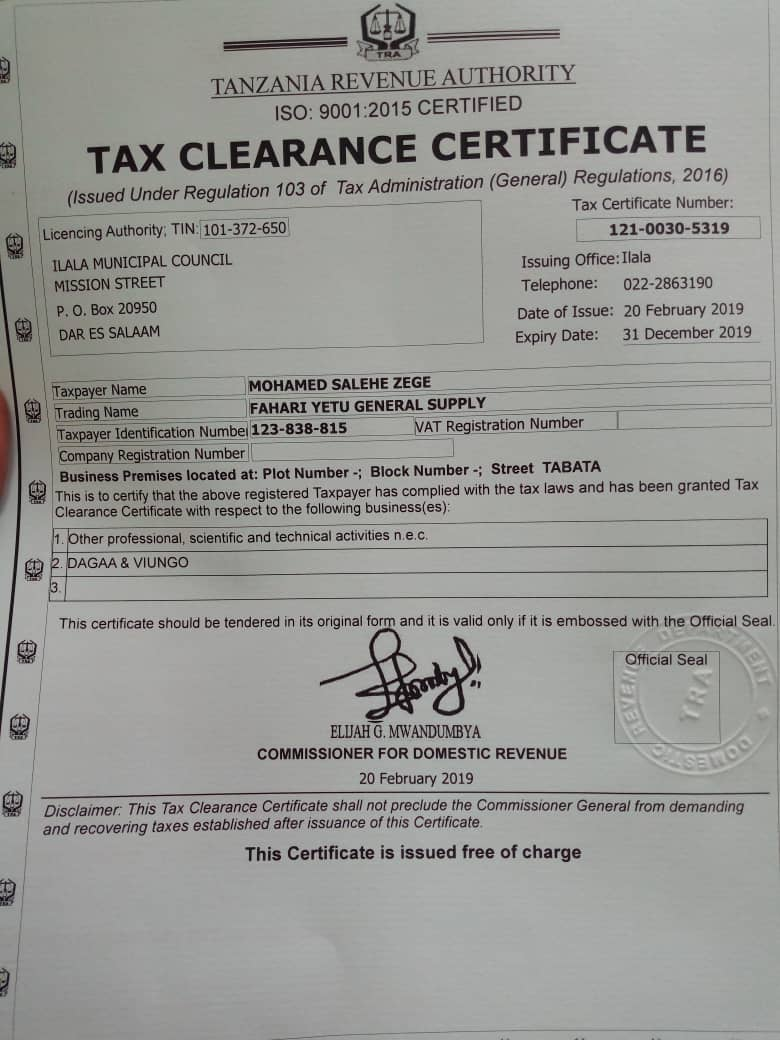 TRA
TANZANIA REVENUE AUTHORITY
ISO: 9001:2015 CERTIFIED
TAX CLEARANCE CERTIFICATE
(Issued Under Regulation 103 of Tax Administration (General) Regulations, 2016)
Tax Certificate Number:
121-0030-5319
Licencing Authority; TIN: 101-372-650
ILALA MUNICIPAL COUNCIL
MISSION STREET
P. O. Box 20950
DAR ES SALAAM
Issuing Office: Ilala
Telephone: 022-2863190
Date of Issue: 20 February 2019
Expiry Date: 31 December 2019
Taxpayer Name MOHAMED SALEHE ZEGE
Trading Name FAHARI YETU GENERAL SUPPLY
Taxpayer Identification Numbe 123-838-815 VAT Registration Number
Company Registration Number
Business Premises located at: Plot Number -; Block Number -; Street TABATA
This is to certify that the above registered Taxpayer has complied with the tax laws and has been granted Tax
Clearance Certificate with respect to the following business(es):
1. Other professional, scientific and technical activities n.e.c.
2. DAGAA & VIUNGO
3.
This certificate should be tendered in its original form and it is valid only if it is embossed with the Official Seal.
Official Seal
DEPARTMENT
TRA
DOMESTIC REVENUE
ELIJAH G. MWANDUMBYA
COMMISSIONER FOR DOMESTIC REVENUE
20 February 2019
Disclaimer: This Tax Clearance Certificate shall not preclude the Commissioner General from demanding
and recovering taxes established after issuance of this Certificate.
This Certificate is issued free of charge